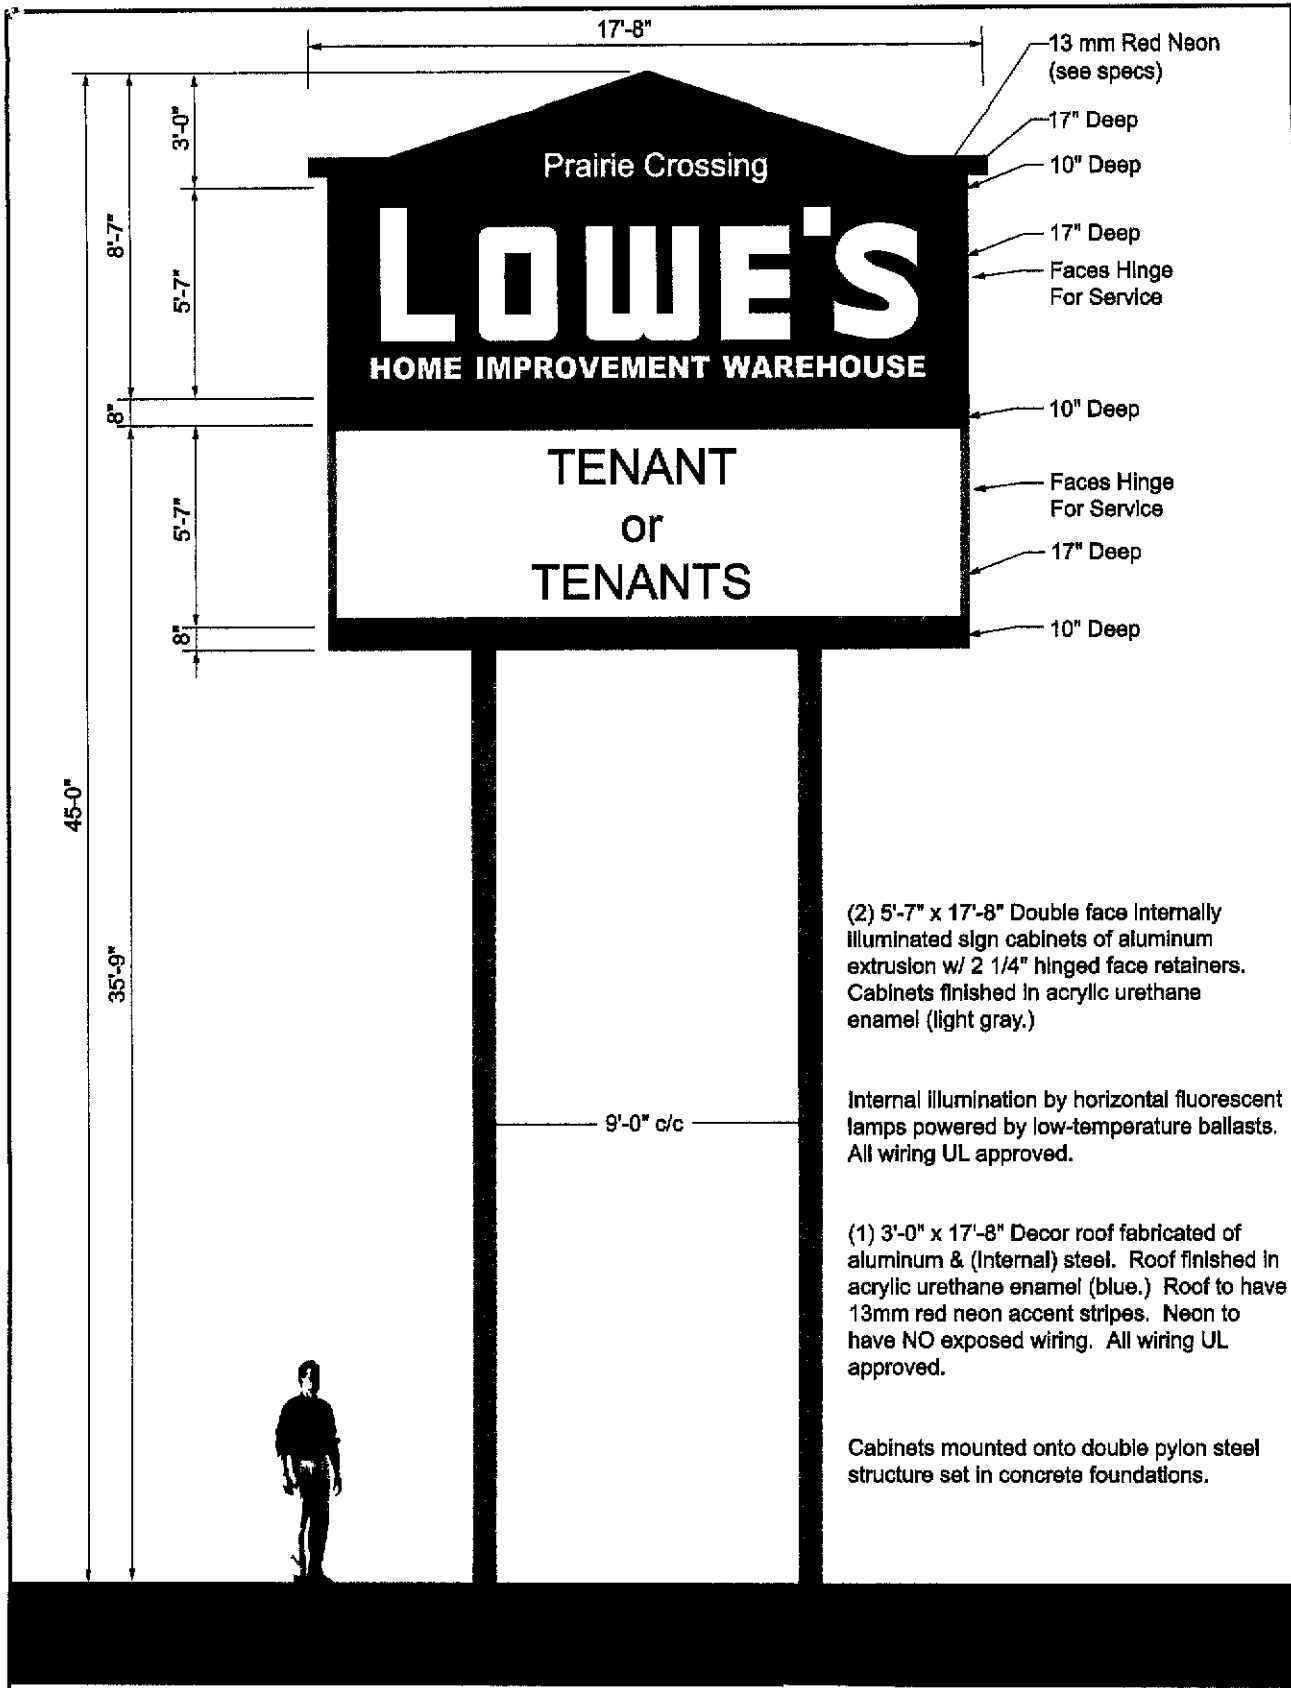 17'-8"
13 mm Red Neon
(see specs)
17" Deep
10" Deep
17" Deep
Faces Hinge
For Service
10" Deep
Faces Hinge
For Service
17" Deep
10" Deep
3'-0"
8'-7"
5'-7"
8"
5'-7"
8"
45-0"
35'-9"
Prairie Crossing
LOWE'S
HOME IMPROVEMENT WAREHOUSE
TENANT
or
TENANTS
9'-0" c/c
(2) 5'-7" x 17'-8" Double face internally
illuminated sign cabinets of aluminum
extrusion w/ 2 1/4" hinged face retainers.
Cabinets finished in acrylic urethane
enamel (light gray.)
Internal illumination by horizontal fluorescent
lamps powered by low-temperature ballasts.
All wiring UL approved.
(1) 3'-0" x 17'-8" Decor roof fabricated of
aluminum & (internal) steel. Roof finished in
acrylic urethane enamel (blue.) Roof to have
13mm red neon accent stripes. Neon to
have NO exposed wiring. All wiring UL
approved.
Cabinets mounted onto double pylon steel
structure set in concrete foundations.